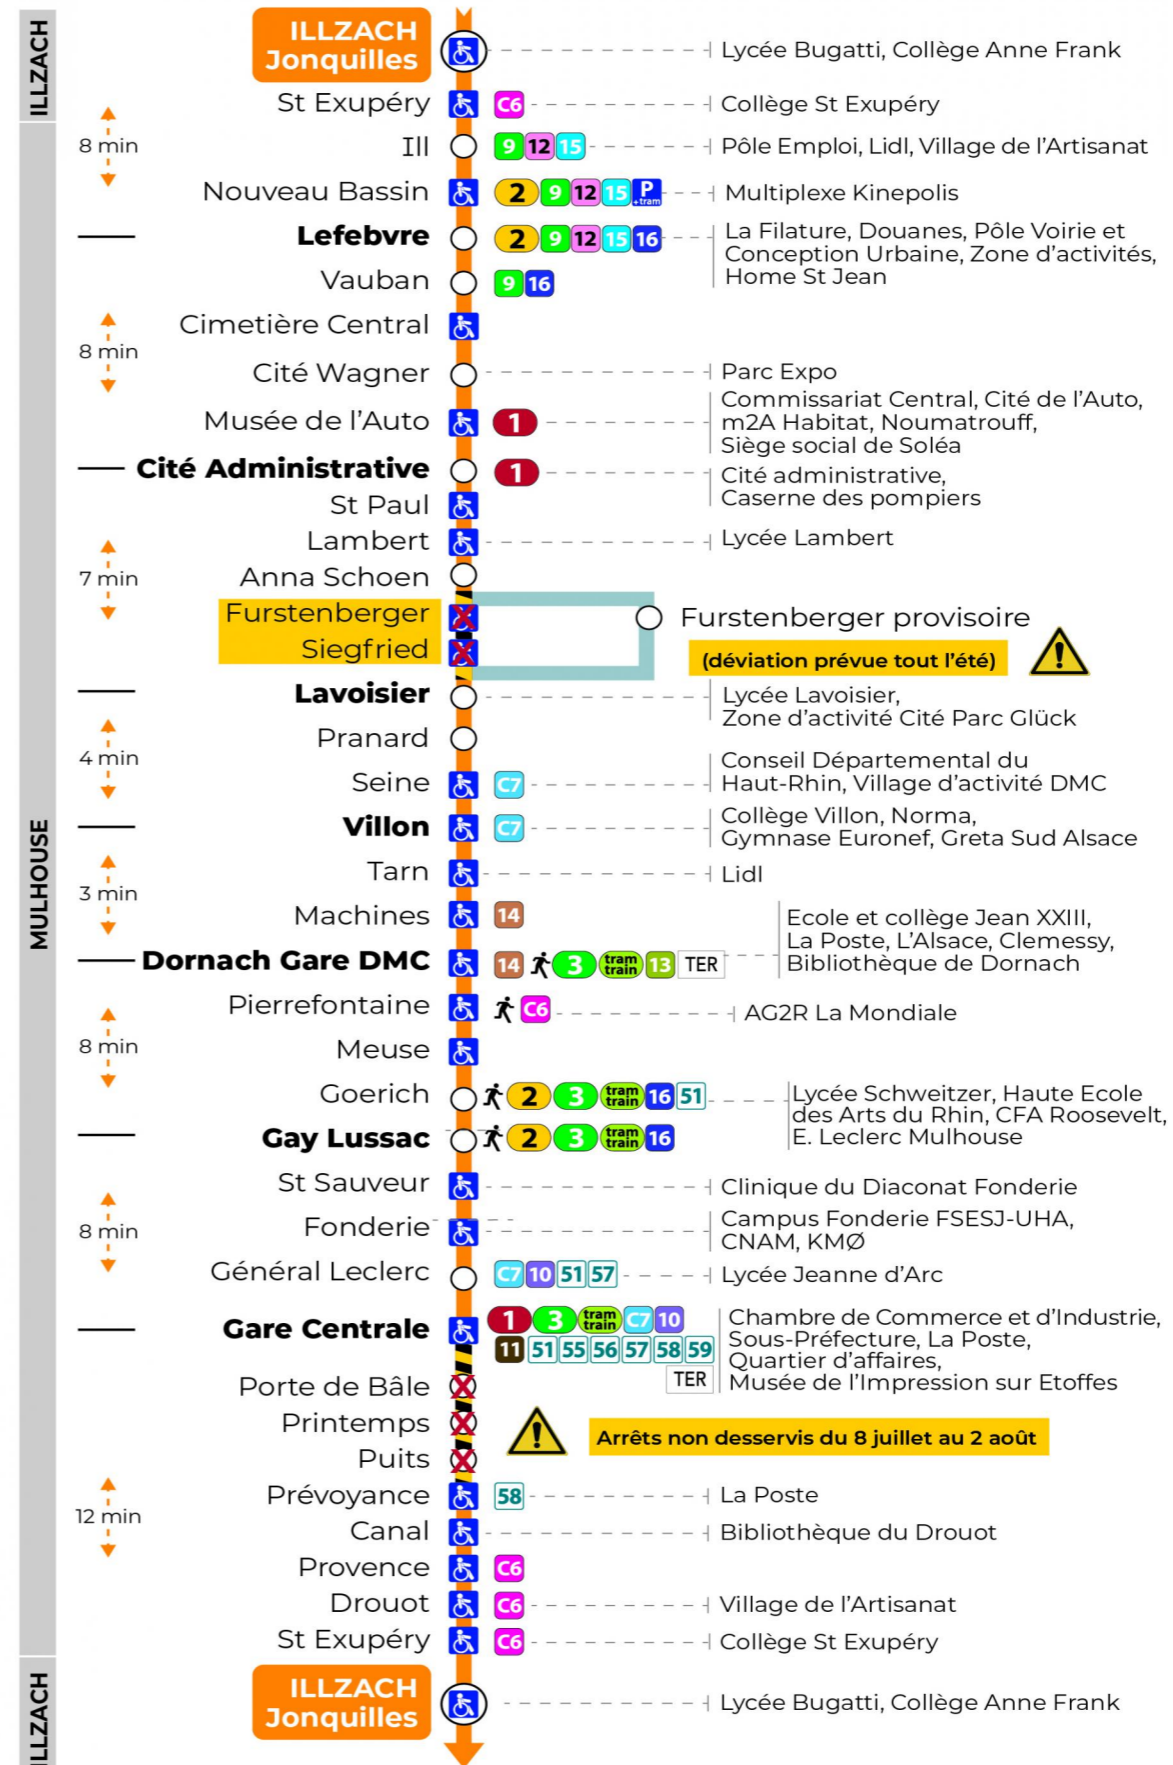 ILLZACH
ILLZACH
Jonquilles
Lycée Bugatti, Collège Anne Frank
St Exupéry
C6
Collège St Exupéry
MULHOUSE
8 min
Ill
9 12 15
Pôle Emploi, Lidl, Village de l'Artisanat
Nouveau Bassin
2 9 12 15 P
+tram
Multiplexe Kinepolis
Lefebvre
2 9 12 15 16
La Filature, Douanes, Pôle Voirie et
Conception Urbaine, Zone d'activités,
Home St Jean
Vauban
9 16
8 min
Cimetière Central
Cité Wagner
Parc Expo
Musée de l'Auto
1
Commissariat Central, Cité de l'Auto,
m2A Habitat, Noumatrouff,
Siège social de Soléa
Cité Administrative
1
Cité administrative,
Caserne des pompiers
St Paul
7 min
Lambert
Lycée Lambert
Anna Schoen
Furstenberger
Siegfried
Furstenberger provisoire
(déviation prévue tout l'été)
Lavoisier
Lycée Lavoisier,
Zone d'activité Cité Parc Glück
4 min
Pranard
Seine
C7
Conseil Départemental du
Haut-Rhin, Village d'activité DMC
Villon
C7
Collège Villon, Norma,
Gymnase Euronef, Greta Sud Alsace
3 min
Tarn
Lidl
Machines
14
Dornach Gare DMC
14 3 tram
train 13 TER
Ecole et collège Jean XXIII,
La Poste, L'Alsace, Clemessy,
Bibliothèque de Dornach
8 min
Pierrefontaine
C6
AG2R La Mondiale
Meuse
Goerich
2 3 tram
train 16 51
Lycée Schweitzer, Haute Ecole
des Arts du Rhin, CFA Roosevelt,
E. Leclerc Mulhouse
Gay Lussac
2 3 tram
train 16
8 min
St Sauveur
Clinique du Diaconat Fonderie
Fonderie
Campus Fonderie FSESJ-UHA,
CNAM, KMØ
Général Leclerc
C7 10 51 57
Lycée Jeanne d'Arc
Gare Centrale
1 3 tram
train C7 10
11 51 55 56 57 58 59
TER
Chambre de Commerce et d'Industrie,
Sous-Préfecture, La Poste,
Quartier d'affaires,
Musée de l'Impression sur Etoffes
Porte de Bâle
Printemps
Puits
Arrêts non desservis du 8 juillet au 2 août
12 min
Prévoyance
58
La Poste
Canal
Bibliothèque du Drouot
Provence
C6
Drouot
C6
Village de l'Artisanat
St Exupéry
C6
Collège St Exupéry
ILLZACH
ILLZACH
Jonquilles
Lycée Bugatti, Collège Anne Frank